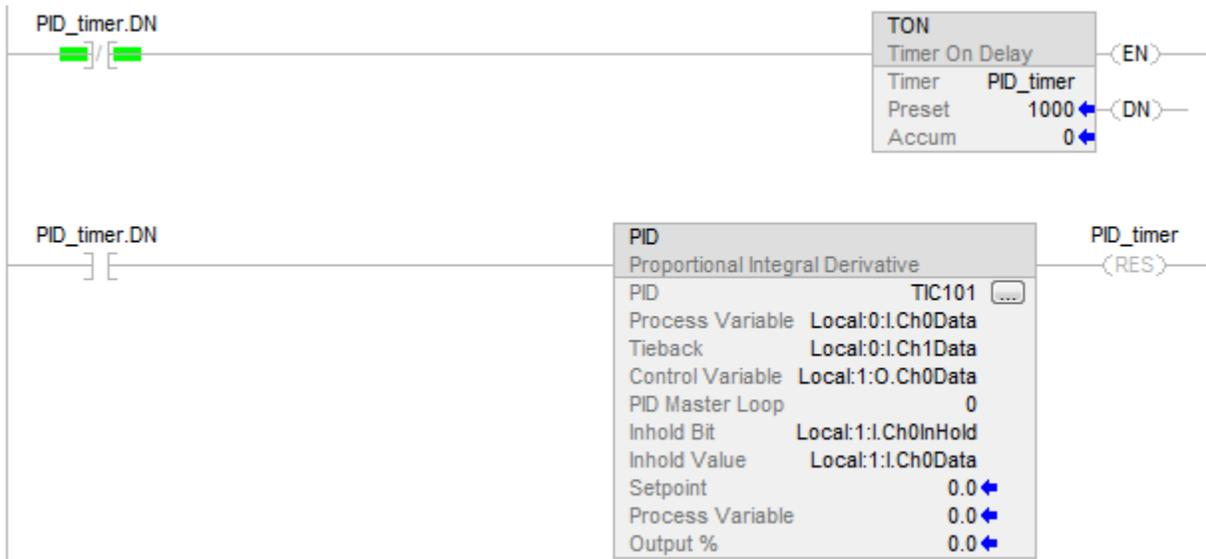 PID_timer.DN
TON
Timer On Delay
(EN)
Timer PID_timer
Preset 1000
(DN)
Accum 0
PID_timer.DN
PID
PID_timer
Proportional Integral Derivative
(RES)
PID TIC101 ...
Process Variable Local:0:I.Ch0Data
Tieback Local:0:I.Ch1Data
Control Variable Local:1:O.Ch0Data
PID Master Loop 0
Inhold Bit Local:1:I.Ch0InHold
Inhold Value Local:1:I.Ch0Data
Setpoint 0.0
Process Variable 0.0
Output % 0.0